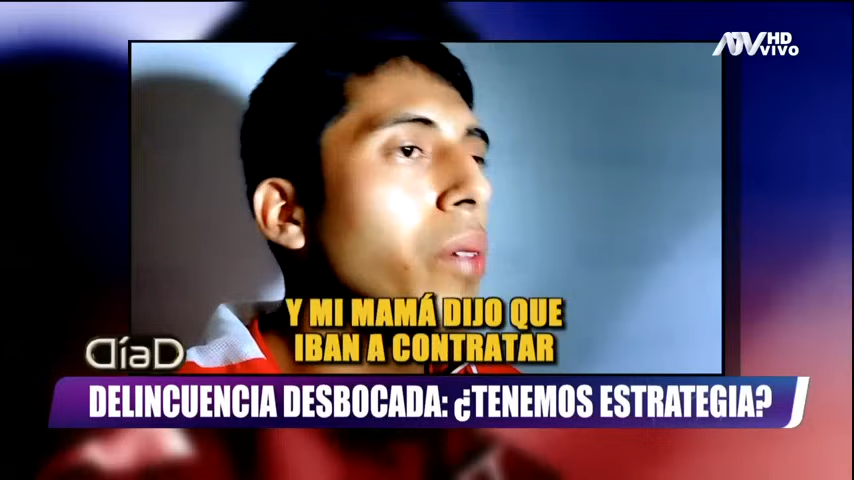 ATV HD
VIVO
Y MI MAMÁ DIJO QUE
IBAN A CONTRATAR
DíaD
DELINCUENCIA DESBOCADA: ¿TENEMOS ESTRATEGIA?